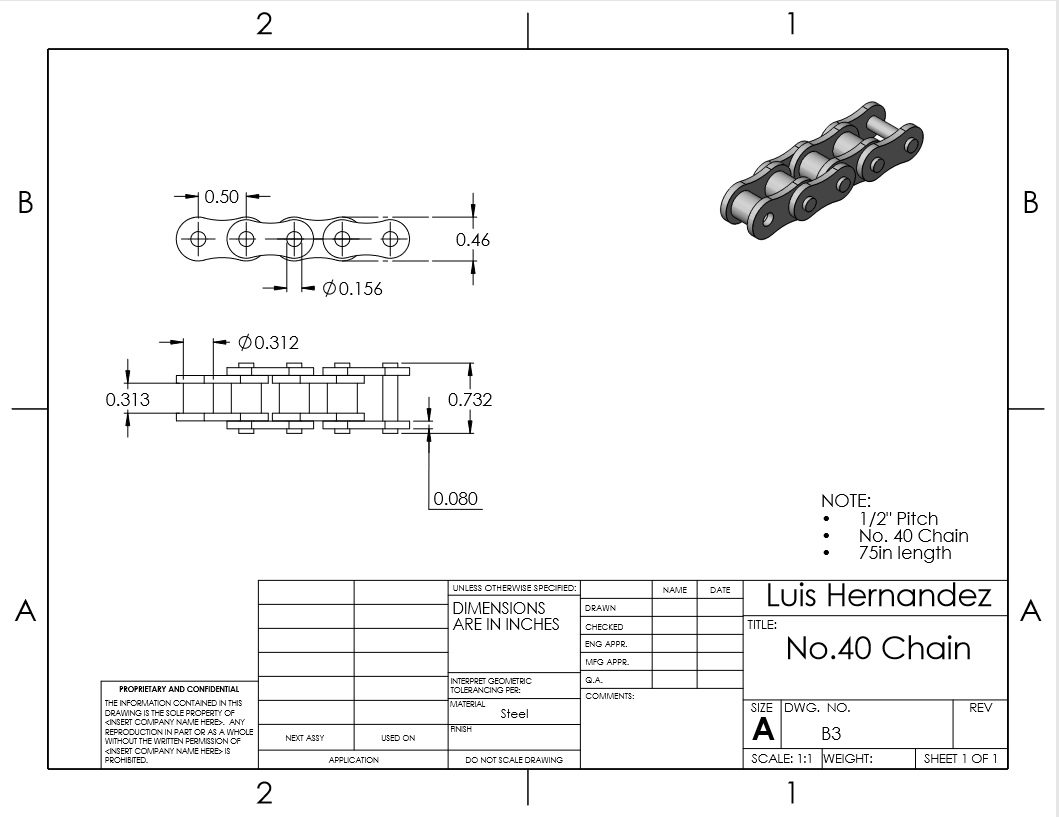 2
1
B
B
0.50
0.46
∅0.156
∅0.312
0.313
0.732
0.080
NOTE:
• 1/2" Pitch
• No. 40 Chain
• 75in length
A
A
UNLESS OTHERWISE SPECIFIED:
DIMENSIONS
ARE IN INCHES
INTERPRET GEOMETRIC
TOLERANCING PER:
MATERIAL
Steel
FINISH
DO NOT SCALE DRAWING
NAME
DATE
DRAWN
CHECKED
ENG APPR.
MFG APPR.
Q.A.
COMMENTS:
Luis Hernandez
TITLE:
No.40 Chain
SIZE
A
DWG. NO.
B3
REV
SCALE: 1:1
WEIGHT:
SHEET 1 OF 1
PROPRIETARY AND CONFIDENTIAL
THE INFORMATION CONTAINED IN THIS
DRAWING IS THE SOLE PROPERTY OF
<INSERT COMPANY NAME HERE>. ANY
REPRODUCTION IN PART OR AS A WHOLE
WITHOUT THE WRITTEN PERMISSION OF
<INSERT COMPANY NAME HERE> IS
PROHIBITED.
NEXT ASSY
USED ON
APPLICATION
2
1